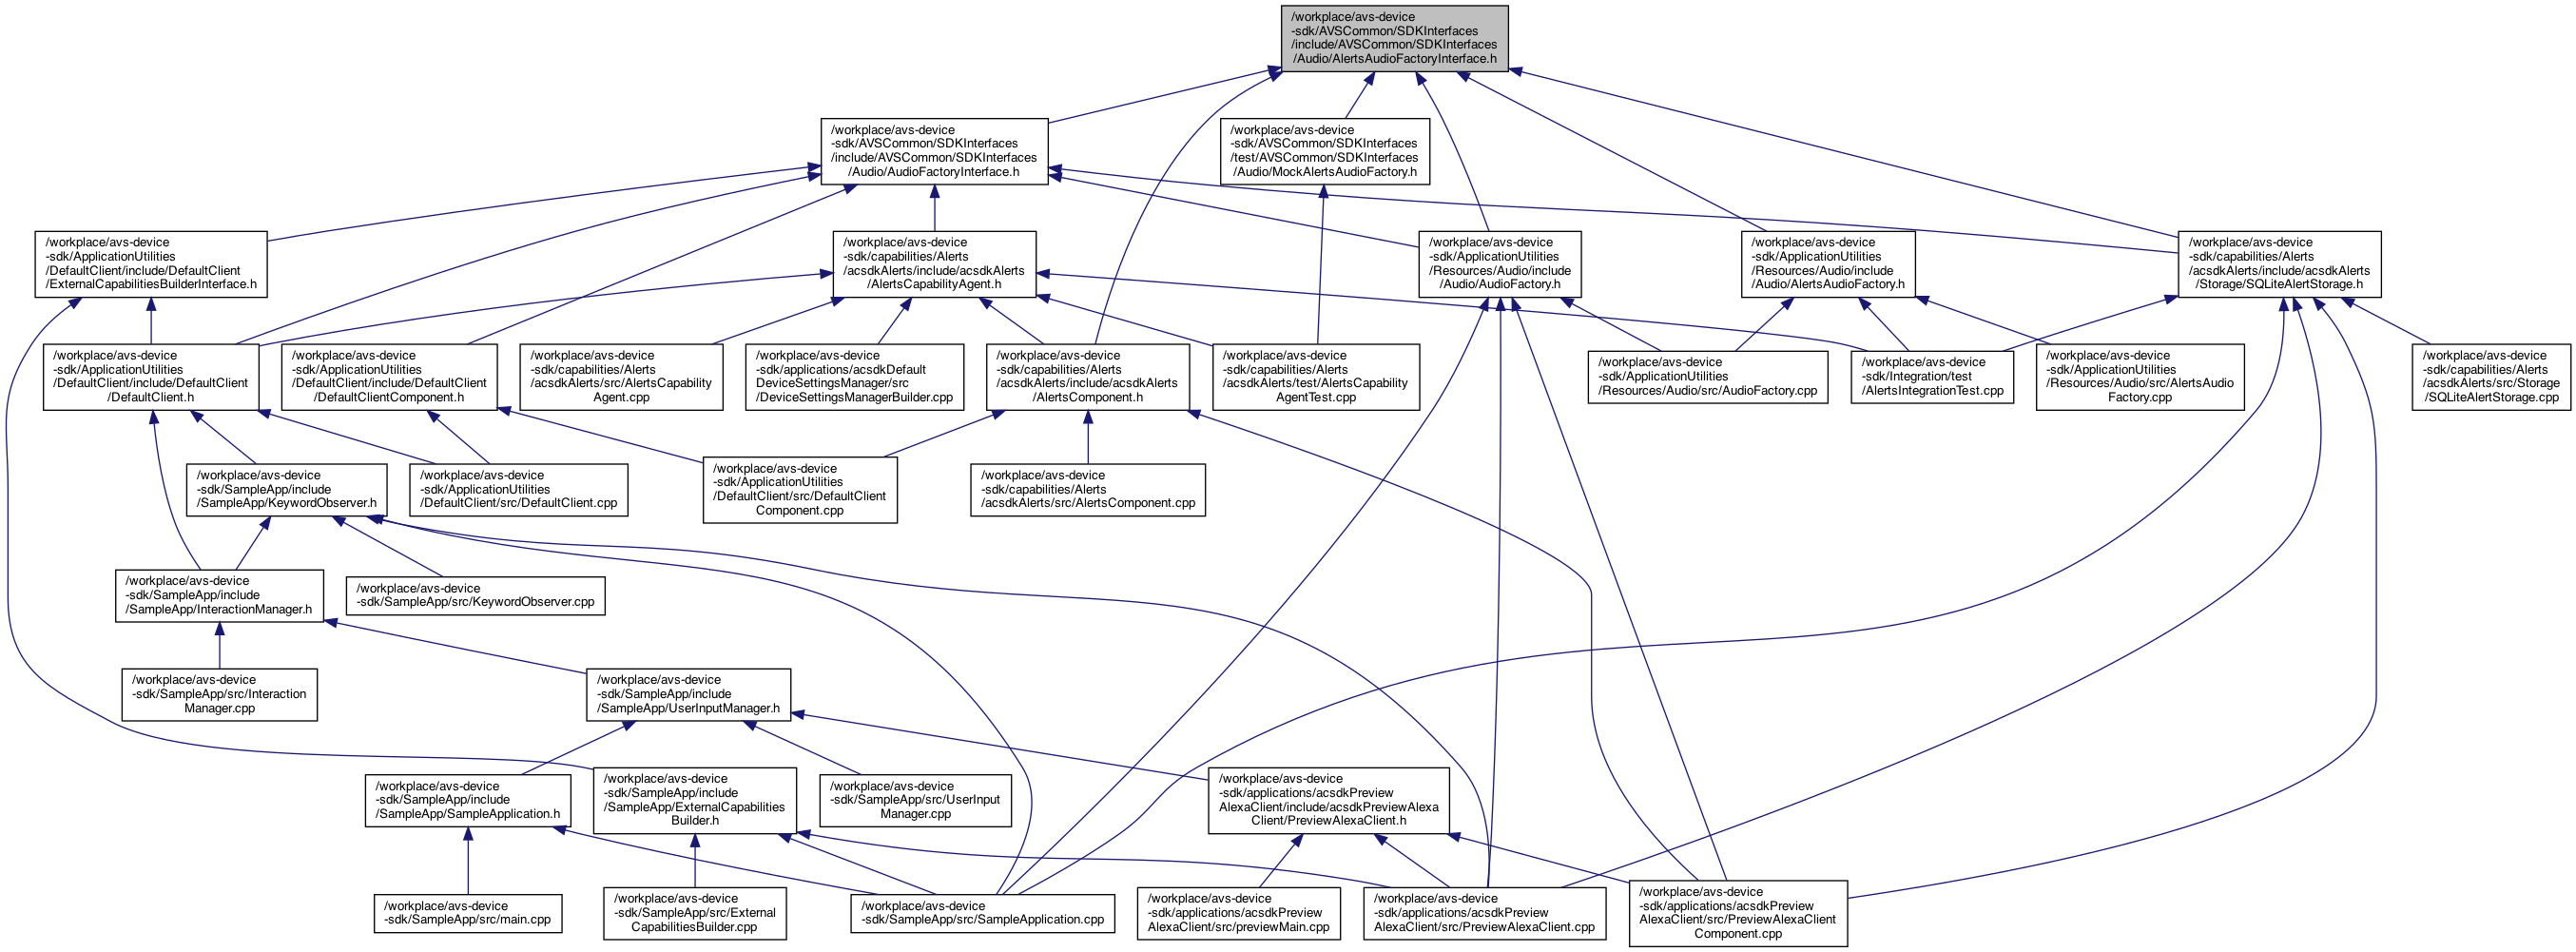 /workplace/avs-device
-sdk/AVSCommon/SDKInterfaces
/include/AVSCommon/SDKInterfaces
/Audio/AlertsAudioFactoryInterface.h
/workplace/avs-device
-sdk/AVSCommon/SDKInterfaces
/include/AVSCommon/SDKInterfaces
/Audio/AudioFactoryInterface.h
/workplace/avs-device
-sdk/AVSCommon/SDKInterfaces
/test/AVSCommon/SDKInterfaces
/Audio/MockAlertsAudioFactory.h
/workplace/avs-device
-sdk/ApplicationUtilities
/DefaultClient/include/DefaultClient
/ExternalCapabilitiesBuilderInterface.h
/workplace/avs-device
-sdk/capabilities/Alerts
/acsdkAlerts/include/acsdkAlerts
/AlertsCapabilityAgent.h
/workplace/avs-device
-sdk/ApplicationUtilities
/Resources/Audio/include
/Audio/AudioFactory.h
/workplace/avs-device
-sdk/ApplicationUtilities
/Resources/Audio/include
/Audio/AlertsAudioFactory.h
/workplace/avs-device
-sdk/capabilities/Alerts
/acsdkAlerts/include/acsdkAlerts
/Storage/SQLiteAlertStorage.h
/workplace/avs-device
-sdk/ApplicationUtilities
/DefaultClient/include/DefaultClient
/DefaultClient.h
/workplace/avs-device
-sdk/ApplicationUtilities
/DefaultClient/include/DefaultClient
/DefaultClientComponent.h
/workplace/avs-device
-sdk/capabilities/Alerts
/acsdkAlerts/src/AlertsCapability
Agent.cpp
/workplace/avs-device
-sdk/applications/acsdkDefault
DeviceSettingsManager/src
/DeviceSettingsManagerBuilder.cpp
/workplace/avs-device
-sdk/capabilities/Alerts
/acsdkAlerts/include/acsdkAlerts
/AlertsComponent.h
/workplace/avs-device
-sdk/capabilities/Alerts
/acsdkAlerts/test/AlertsCapability
AgentTest.cpp
/workplace/avs-device
-sdk/ApplicationUtilities
/Resources/Audio/src/AudioFactory.cpp
/workplace/avs-device
-sdk/Integration/test
/AlertsIntegrationTest.cpp
/workplace/avs-device
-sdk/ApplicationUtilities
/Resources/Audio/src/AlertsAudio
Factory.cpp
/workplace/avs-device
-sdk/capabilities/Alerts
/acsdkAlerts/src/Storage
/SQLiteAlertStorage.cpp
/workplace/avs-device
-sdk/SampleApp/include
/SampleApp/KeywordObserver.h
/workplace/avs-device
-sdk/ApplicationUtilities
/DefaultClient/src/DefaultClient.cpp
/workplace/avs-device
-sdk/ApplicationUtilities
/DefaultClient/src/DefaultClient
Component.cpp
/workplace/avs-device
-sdk/capabilities/Alerts
/acsdkAlerts/src/AlertsComponent.cpp
/workplace/avs-device
-sdk/SampleApp/include
/SampleApp/InteractionManager.h
/workplace/avs-device
-sdk/SampleApp/src/KeywordObserver.cpp
/workplace/avs-device
-sdk/SampleApp/src/Interaction
Manager.cpp
/workplace/avs-device
-sdk/SampleApp/include
/SampleApp/UserInputManager.h
/workplace/avs-device
-sdk/SampleApp/include
/SampleApp/SampleApplication.h
/workplace/avs-device
-sdk/SampleApp/include
/SampleApp/ExternalCapabilities
Builder.h
/workplace/avs-device
-sdk/SampleApp/src/UserInput
Manager.cpp
/workplace/avs-device
-sdk/applications/acsdkPreview
AlexaClient/include/acsdkPreviewAlexa
Client/PreviewAlexaClient.h
/workplace/avs-device
-sdk/SampleApp/src/main.cpp
/workplace/avs-device
-sdk/SampleApp/src/External
CapabilitiesBuilder.cpp
/workplace/avs-device
-sdk/SampleApp/src/SampleApplication.cpp
/workplace/avs-device
-sdk/applications/acsdkPreview
AlexaClient/src/previewMain.cpp
/workplace/avs-device
-sdk/applications/acsdkPreview
AlexaClient/src/PreviewAlexaClient.cpp
/workplace/avs-device
-sdk/applications/acsdkPreview
AlexaClient/src/PreviewAlexaClient
Component.cpp